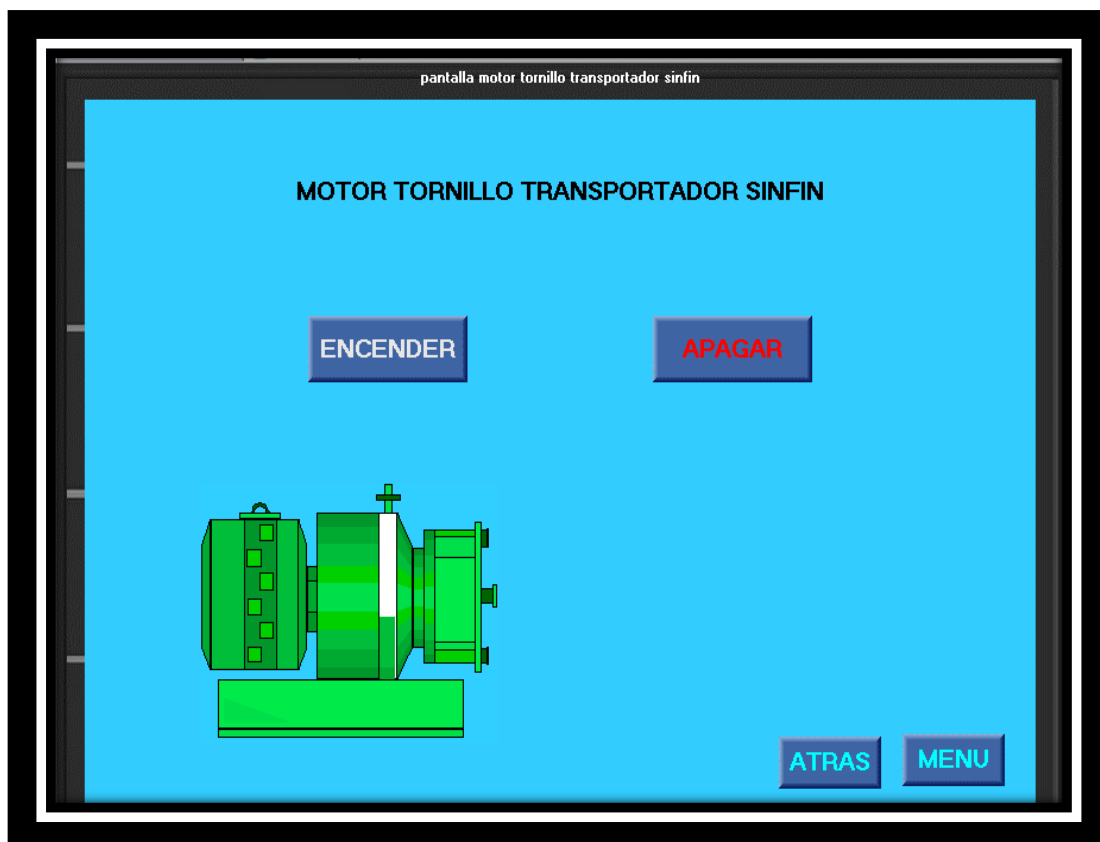 pantalla motor tornillo transportador sinfin
MOTOR TORNILLO TRANSPORTADOR SINFIN
ENCENDER
APAGAR
ATRAS
MENU